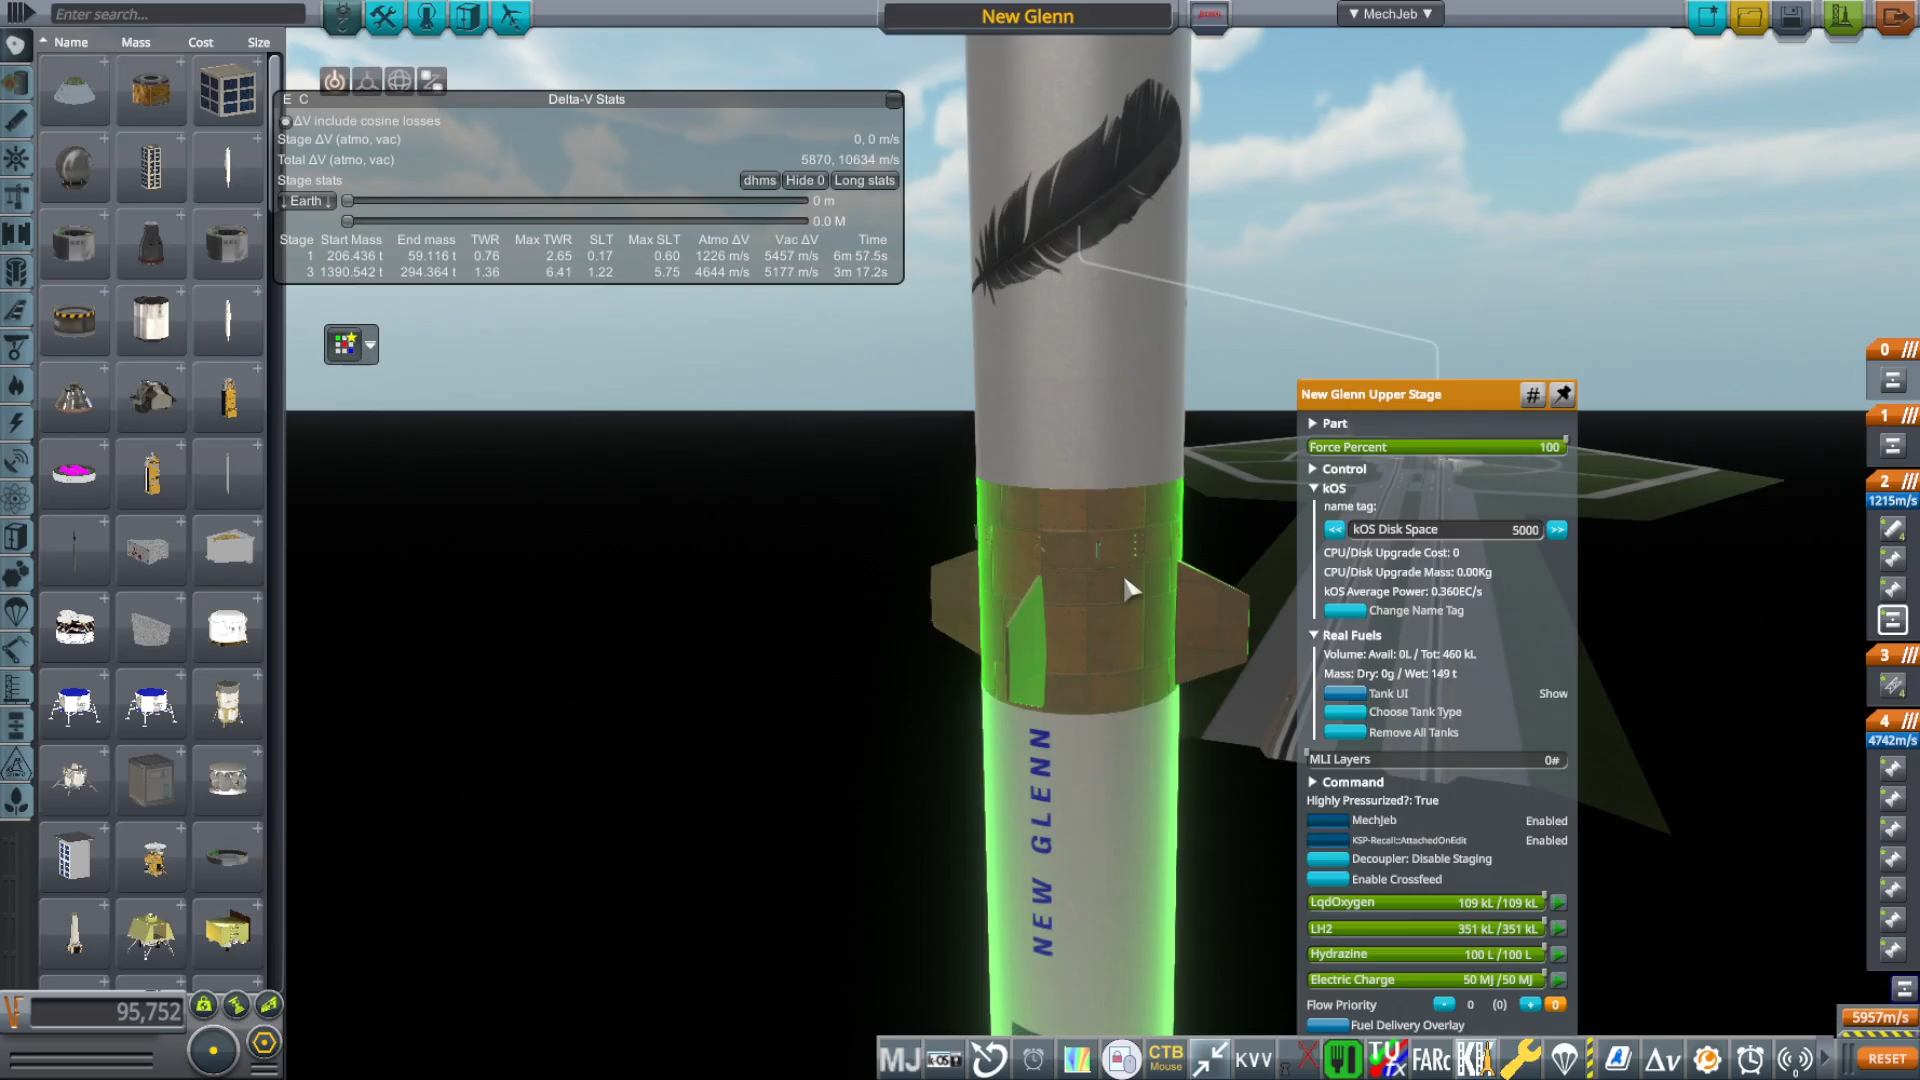 Enter search...
New Glenn
▼ MechJeb ▼
Name Mass Cost Size
E C Delta-V Stats
ΔV include cosine losses
Stage ΔV (atmo, vac) 0, 0 m/s
Total ΔV (atmo, vac) 5870, 10634 m/s
Stage stats dhms Hide 0 Long stats
↓ Earth ↓ 0 m
0.0 M
Stage Start Mass End mass TWR Max TWR SLT Max SLT Atmo ΔV Vac ΔV Time
1 206.436 t 59.116 t 0.76 2.65 0.17 0.60 1226 m/s 5457 m/s 6m 57.5s
3 1390.542 t 294.364 t 1.36 6.41 1.22 5.75 4644 m/s 5177 m/s 3m 17.2s
NEW GLENN
New Glenn Upper Stage #
Part
Force Percent 100
Control
kOS
name tag:
<< kOS Disk Space 5000 >>
CPU/Disk Upgrade Cost: 0
CPU/Disk Upgrade Mass: 0.00Kg
kOS Average Power: 0.360EC/s
Change Name Tag
Real Fuels
Volume: Avail: 0L / Tot: 460 kL
Mass: Dry: 0g / Wet: 149 t
Tank UI Show
Choose Tank Type
Remove All Tanks
MLI Layers 0#
Command
Highly Pressurized?: True
MechJeb Enabled
KSP-Recall::AttachedOnEdit Enabled
Decoupler: Disable Staging
Enable Crossfeed
LqdOxygen 109 kL /109 kL
LH2 351 kL /351 kL
Hydrazine 100 L /100 L
Electric Charge 50 MJ /50 MJ
Flow Priority - 0 (0) + 0
Fuel Delivery Overlay
0
1
2
1215m/s
4
3
4
4
4742m/s
5957m/s
RESET
95,752
MJ kOS CTB Mouse KVV FARc Δv